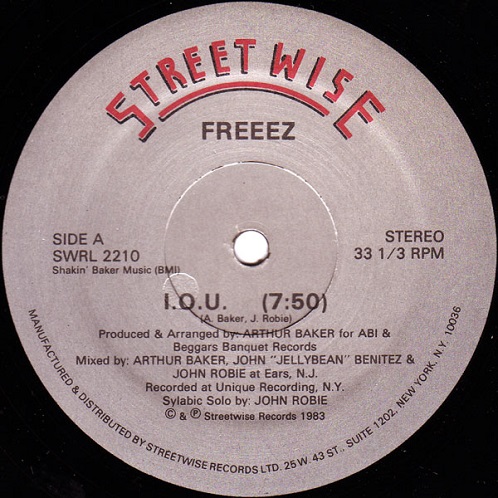 STREETWISE
FREEEZ
SIDE A
SWRL 2210
Shakin' Baker Music (BMI)
STEREO
33 1/3 RPM
I.O.U. (7:50)
(A. Baker, J. Robie)
Produced & Arranged by: ARTHUR BAKER for ABI &
Beggars Banquet Records
Mixed by: ARTHUR BAKER, JOHN "JELLYBEAN" BENITEZ &
JOHN ROBIE at Ears, N.J.
Recorded at Unique Recording, N.Y.
Sylabic Solo by: JOHN ROBIE
© & ℗ Streetwise Records 1983
MANUFACTURED & DISTRIBUTED BY STREETWISE RECORDS LTD. 25 W. 43 ST., SUITE 1202, NEW YORK, N.Y. 10036